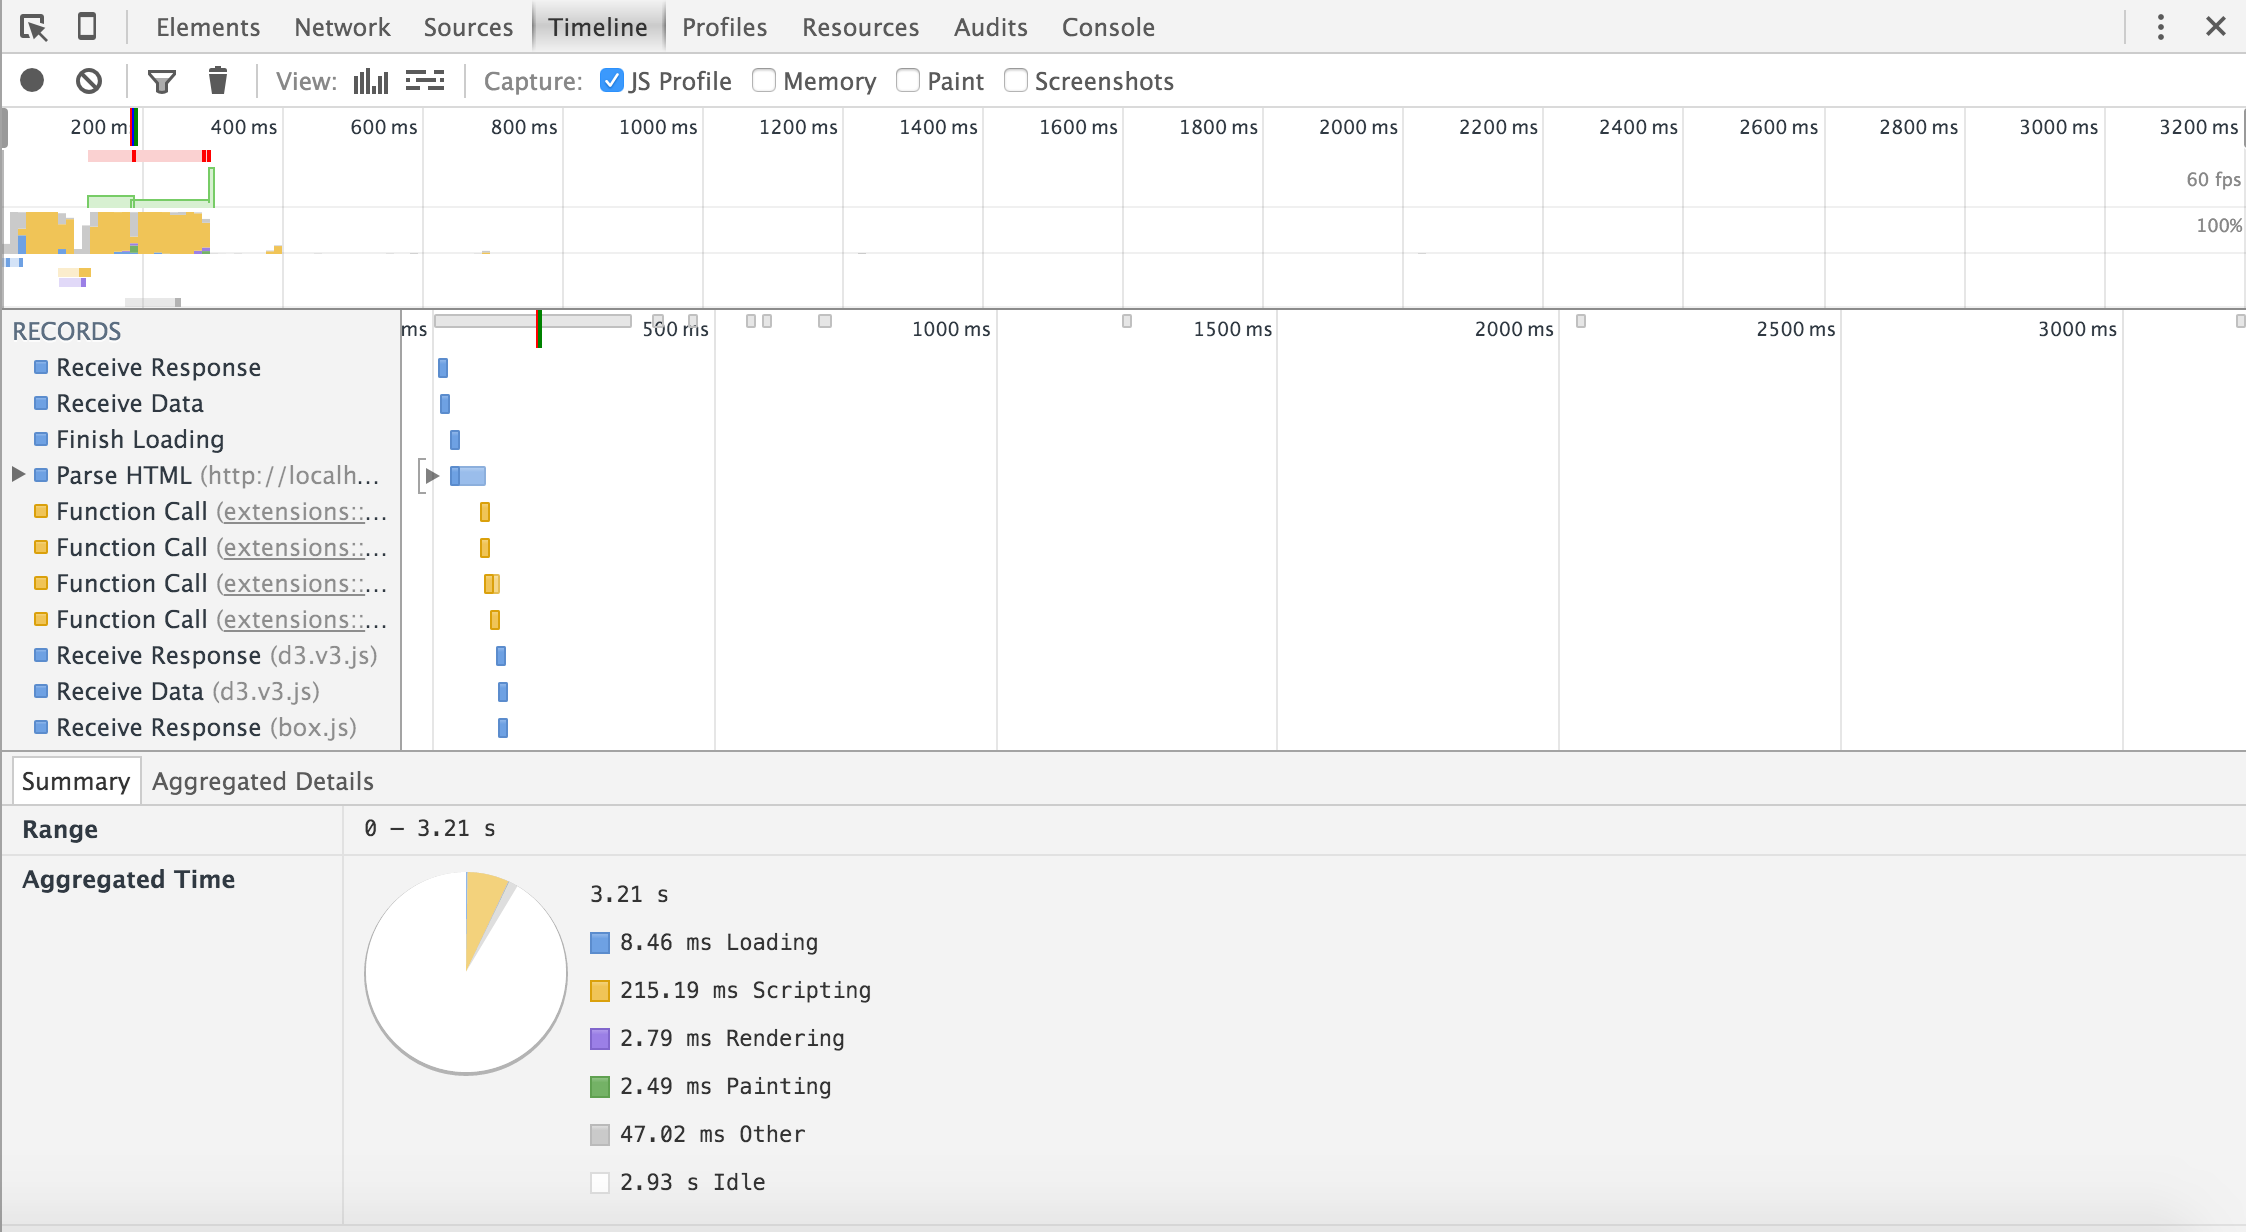 Elements Network Sources Timeline Profiles Resources Audits Console
View: Capture: JS Profile Memory Paint Screenshots
200 m 400 ms 600 ms 800 ms 1000 ms 1200 ms 1400 ms 1600 ms 1800 ms 2000 ms 2200 ms 2400 ms 2600 ms 2800 ms 3000 ms 3200 ms
60 fps
100%
RECORDS ms 500 ms 1000 ms 1500 ms 2000 ms 2500 ms 3000 ms
Receive Response
Receive Data
Finish Loading
Parse HTML (http://localh...
Function Call (extensions::...
Function Call (extensions::...
Function Call (extensions::...
Function Call (extensions::...
Receive Response (d3.v3.js)
Receive Data (d3.v3.js)
Receive Response (box.js)
Summary Aggregated Details
Range 0 – 3.21 s
Aggregated Time
3.21 s
8.46 ms Loading
215.19 ms Scripting
2.79 ms Rendering
2.49 ms Painting
47.02 ms Other
2.93 s Idle